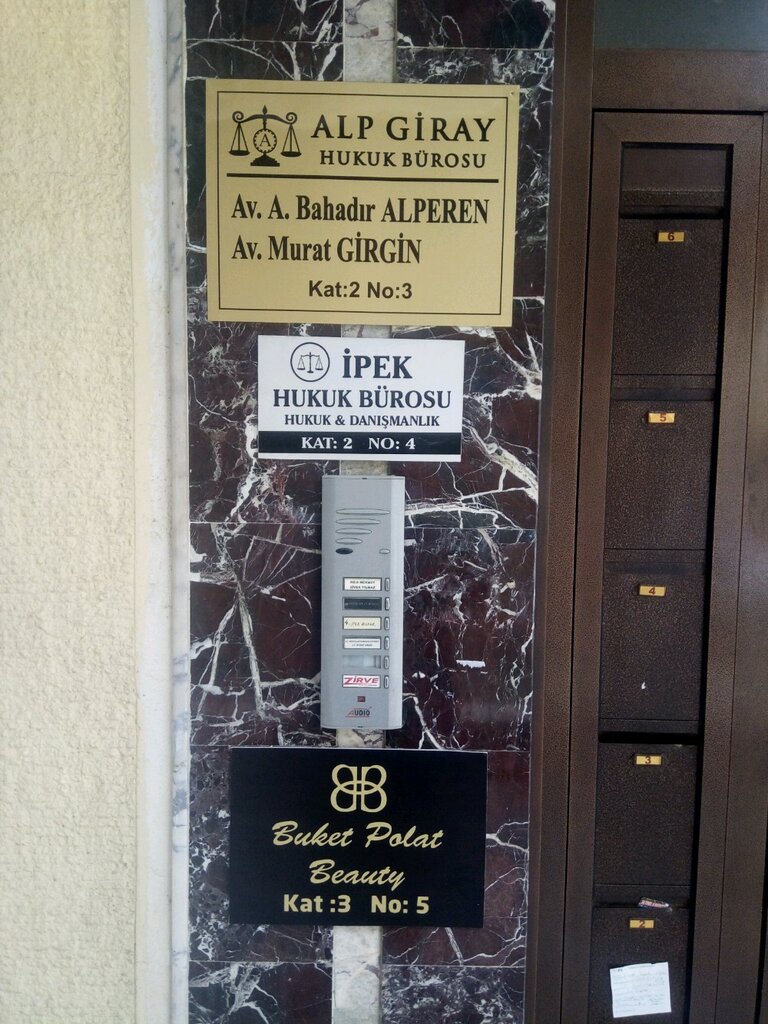 A
ALP GİRAY
HUKUK BÜROSU
Av. A. Bahadır ALPEREN
Av. Murat GİRGİN
Kat:2 No:3
İPEK
HUKUK BÜROSU
HUKUK & DANIŞMANLIK
KAT: 2 NO: 4
ZİRVE
AUDIO
BB
Buket Polat
Beauty
Kat :3 No: 5
6
5
4
3
2